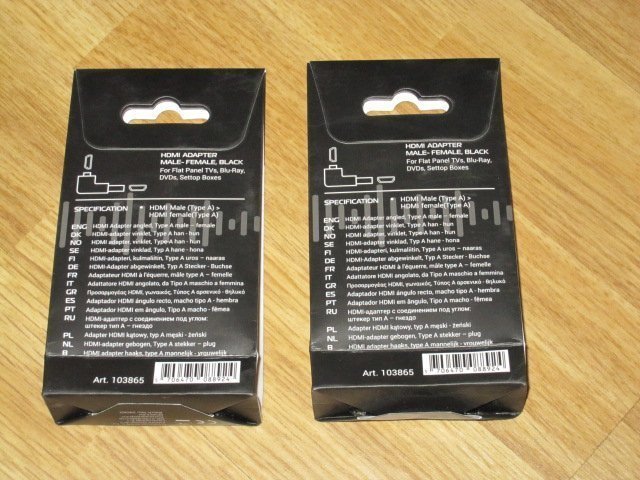 HDMI ADAPTER
MALE- FEMALE, BLACK
For Flat Panel TVs, Blu-Ray,
DVDs, Settop Boxes
SPECIFICATION • HDMI Male (Type A) >
HDMI female(Type A)
ENG HDMI Adapter angled, Type A male – female
DK HDMI-adapter vinklet, Typ A han - hun
NO HDMI-adapter vinklet, Typ A han - hun
SE HDMI-adapter vinklad, Typ A hane - hona
FI HDMI-adapteri, kulmaliitin, Type A uros – naaras
DE HDMI-Adapter abgewinkelt, Typ A Stecker - Buchse
FR Adaptateur HDMI à l'équerre, mâle type A – femelle
IT Adattatore HDMI angolato, da Tipo A maschio a femmina
GR Προσαρμογέας HDMI, γωνιακός, Τύπος A αρσενικό - θηλυκό
ES Adaptador HDMI ángulo recto, macho tipo A - hembra
PT Adaptador HDMI em ângulo, Tipo A macho - fêmea
RU HDMI-адаптер с соединением под углом:
штекер тип A – гнездо
PL Adapter HDMI kątowy, typ A męski - żeński
NL HDMI-adapter gebogen, Type A stekker – plug
B HDMI adapter haaks, type A mannelijk - vrouwelijk
Art. 103865
5 706470 088924
HDMI ADAPTER
MALE- FEMALE, BLACK
For Flat Panel TVs, Blu-Ray,
DVDs, Settop Boxes
SPECIFICATION • HDMI Male (Type A) >
HDMI female(Type A)
ENG HDMI Adapter angled, Type A male – female
DK HDMI-adapter vinklet, Typ A han - hun
NO HDMI-adapter vinklet, Typ A han - hun
SE HDMI-adapter vinklad, Typ A hane - hona
FI HDMI-adapteri, kulmaliitin, Type A uros – naaras
DE HDMI-Adapter abgewinkelt, Typ A Stecker - Buchse
FR Adaptateur HDMI à l'équerre, mâle type A – femelle
IT Adattatore HDMI angolato, da Tipo A maschio a femmina
GR Προσαρμογέας HDMI, γωνιακός, Τύπος A αρσενικό - θηλυκό
ES Adaptador HDMI ángulo recto, macho tipo A - hembra
PT Adaptador HDMI em ângulo, Tipo A macho - fêmea
RU HDMI-адаптер с соединением под углом:
штекер тип A – гнездо
PL Adapter HDMI kątowy, typ A męski - żeński
NL HDMI-adapter gebogen, Type A stekker – plug
B HDMI adapter haaks, type A mannelijk - vrouwelijk
Art. 103865
5 706470 088924